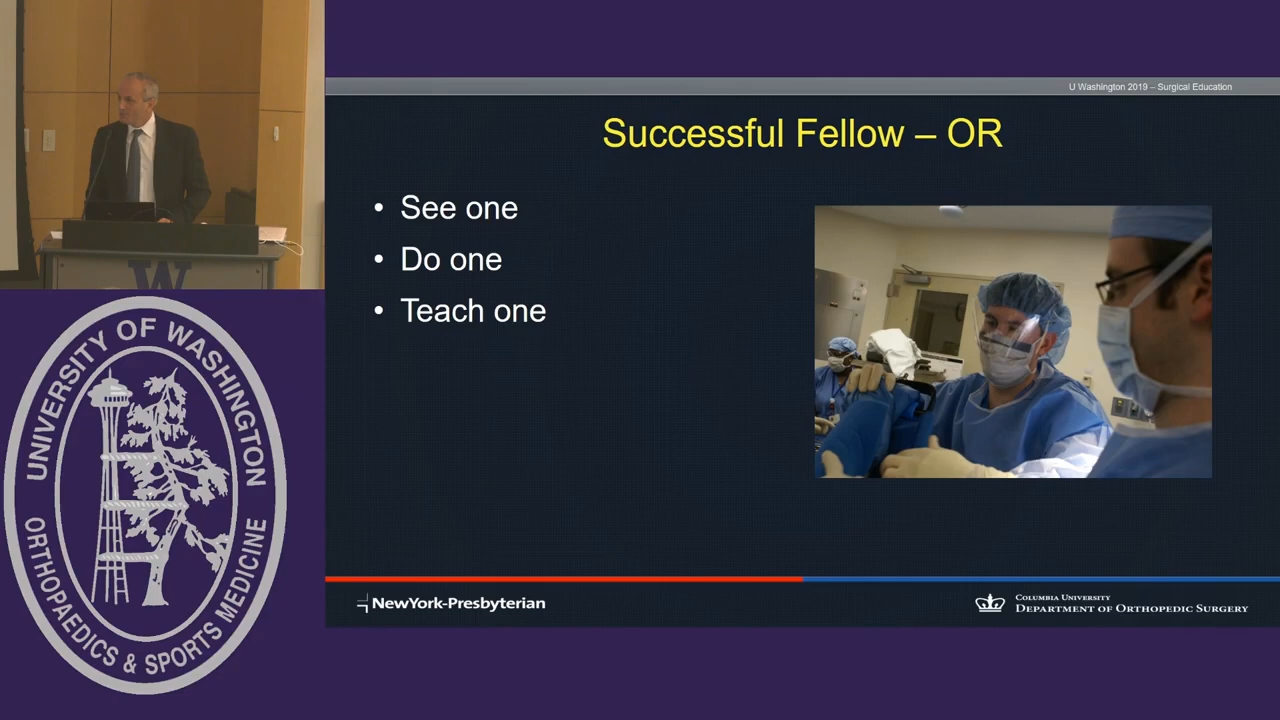 U Washington 2019 – Surgical Education
Successful Fellow – OR
• See one
• Do one
• Teach one
NewYork-Presbyterian
COLUMBIA UNIVERSITY
DEPARTMENT OF ORTHOPEDIC SURGERY
W
UNIVERSITY OF WASHINGTON
ORTHOPAEDICS & SPORTS MEDICINE